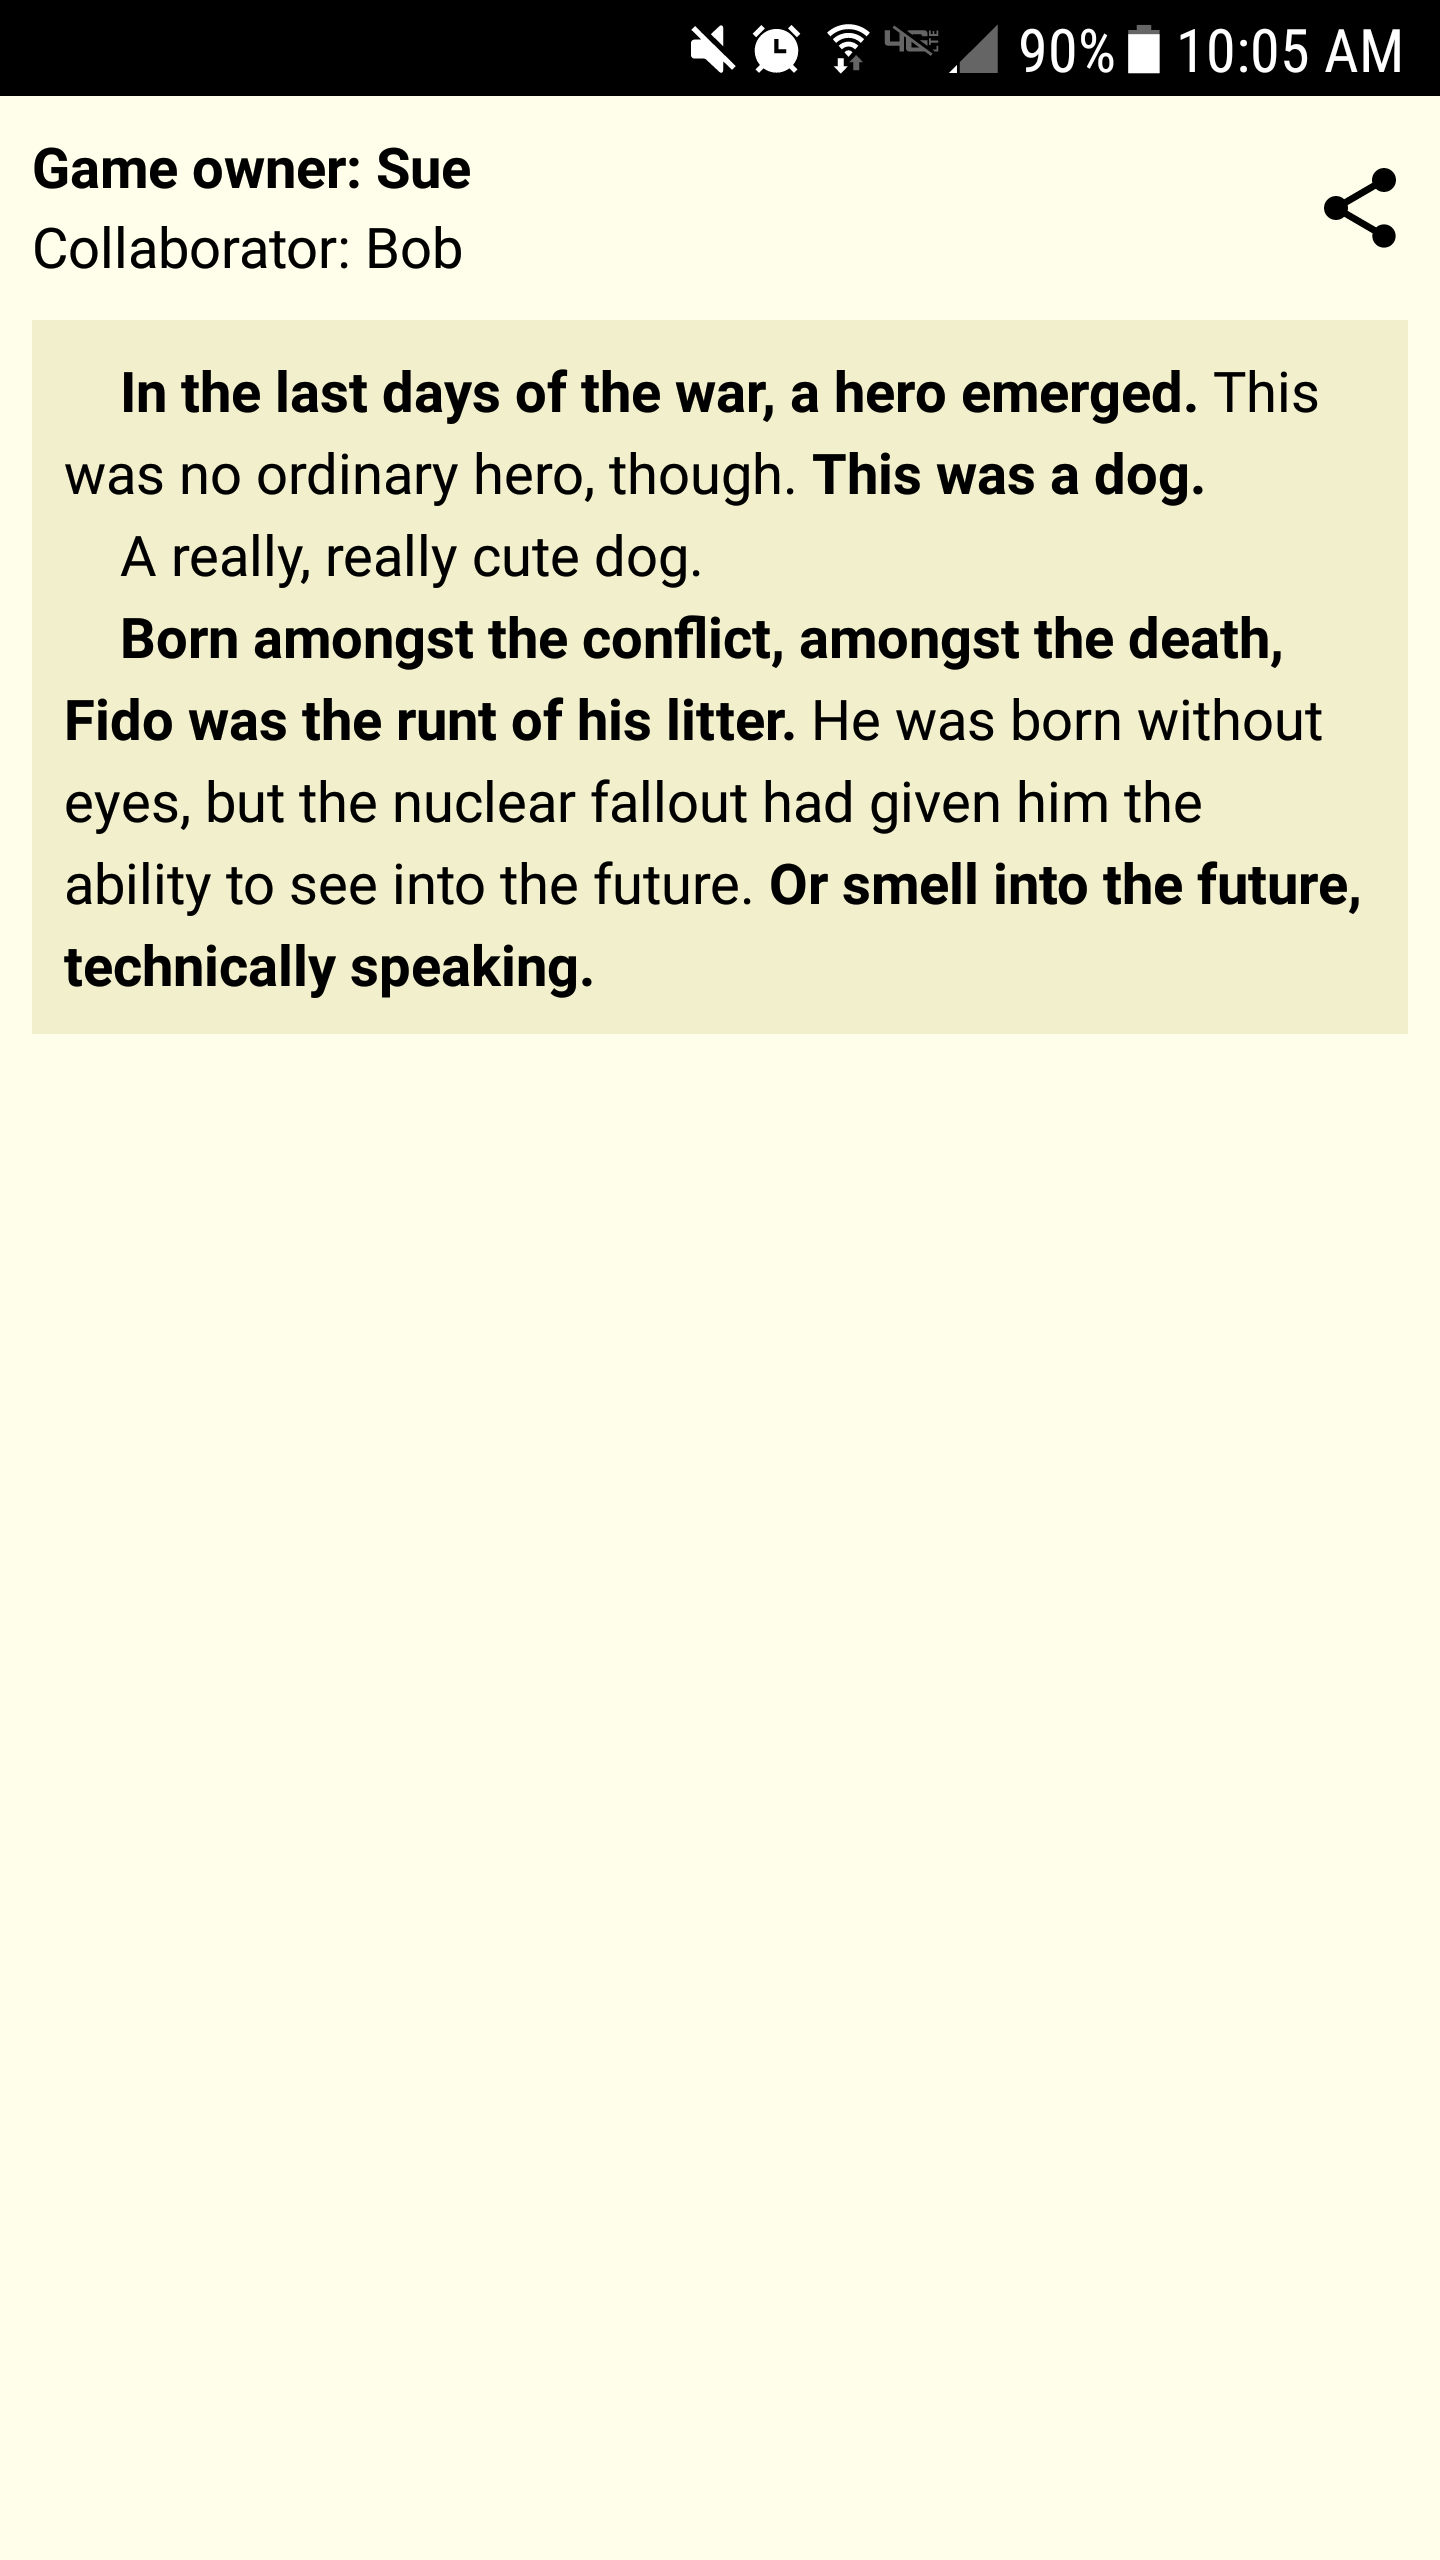 90% 10:05 AM
Game owner: Sue
Collaborator: Bob
In the last days of the war, a hero emerged. This
was no ordinary hero, though. This was a dog.
A really, really cute dog.
Born amongst the conflict, amongst the death,
Fido was the runt of his litter. He was born without
eyes, but the nuclear fallout had given him the
ability to see into the future. Or smell into the future,
technically speaking.